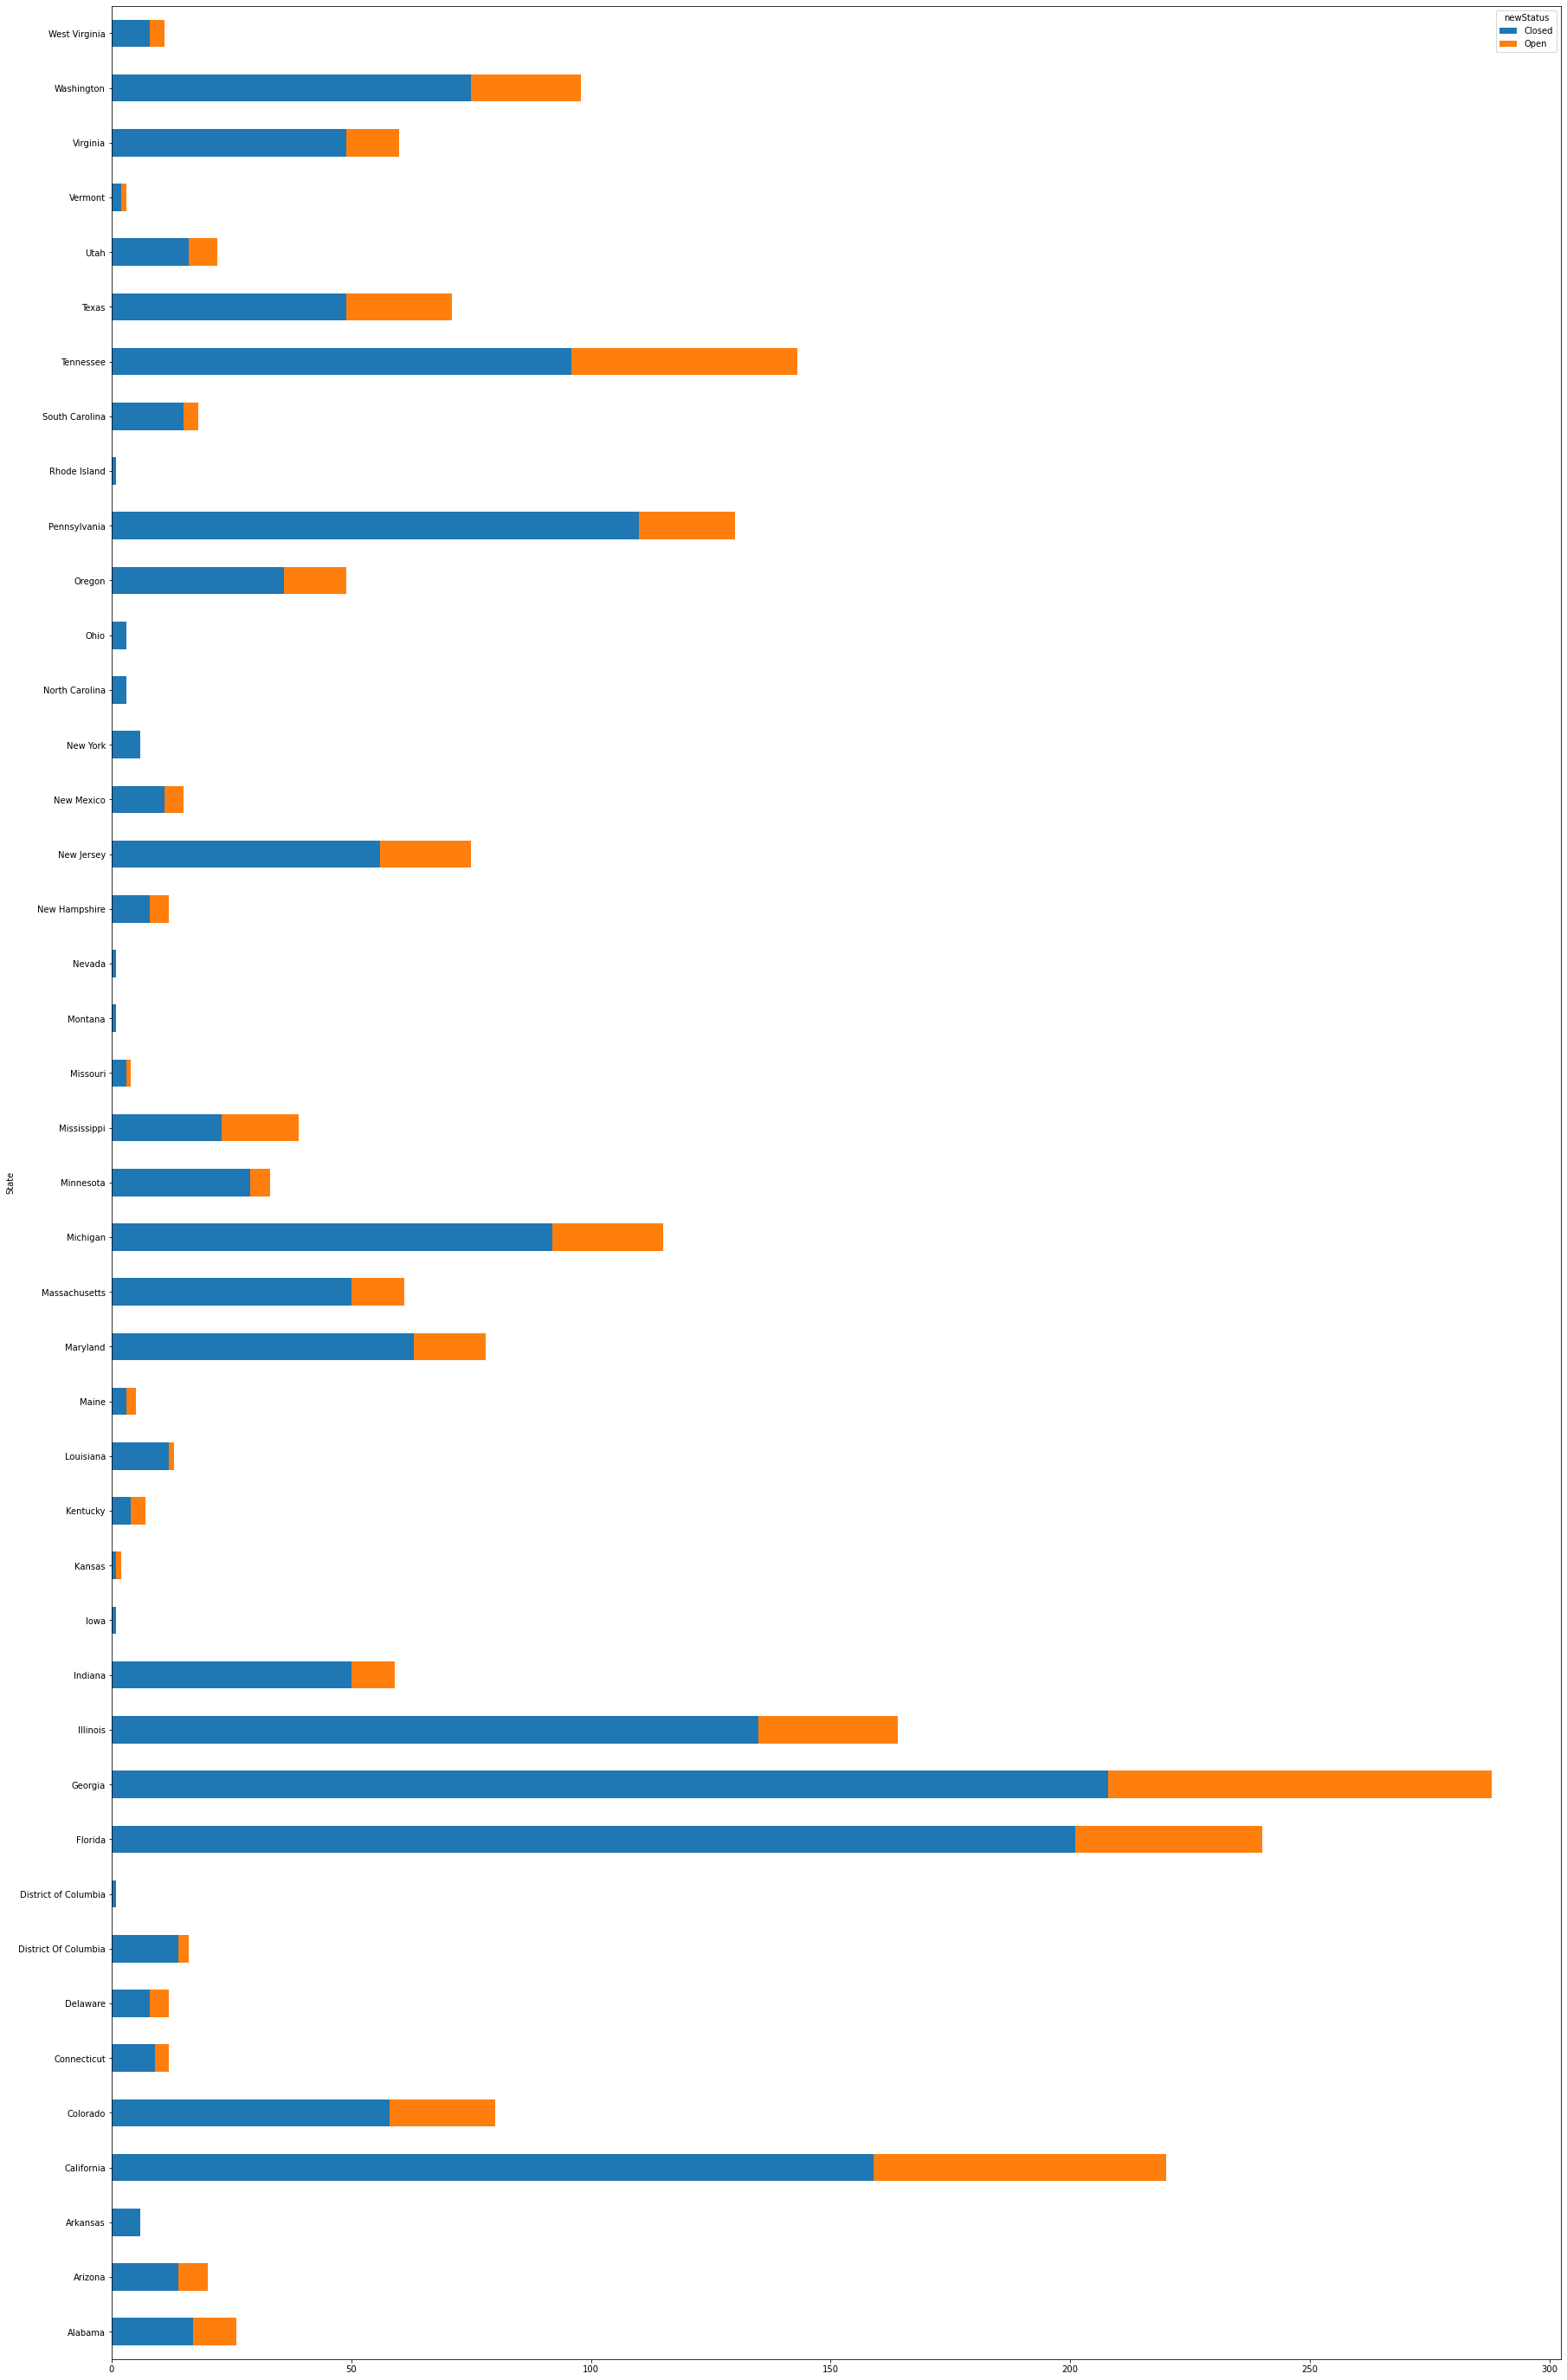 newStatus
Closed
Open
West Virginia
Washington
Virginia
Vermont
Utah
Texas
Tennessee
South Carolina
Rhode Island
Pennsylvania
Oregon
Ohio
North Carolina
New York
New Mexico
New Jersey
New Hampshire
Nevada
Montana
Missouri
Mississippi
Minnesota
State
Michigan
Massachusetts
Maryland
Maine
Louisiana
Kentucky
Kansas
Iowa
Indiana
Illinois
Georgia
Florida
District of Columbia
District Of Columbia
Delaware
Connecticut
Colorado
California
Arkansas
Arizona
Alabama
0 50 100 150 200 250 300